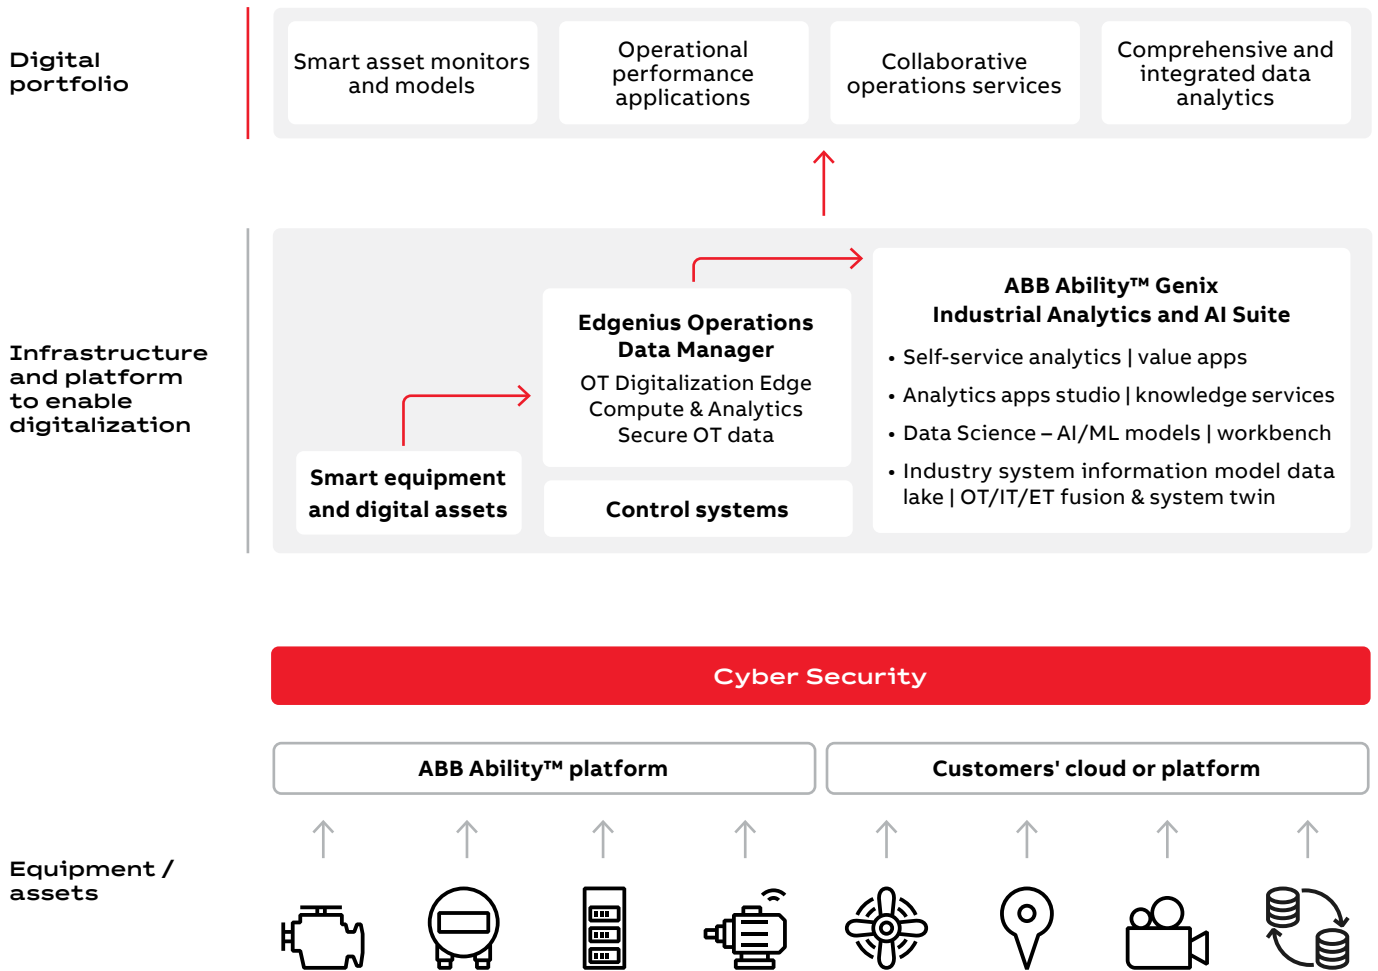 Digital
portfolio
Smart asset monitors
and models
Operational
performance
applications
Collaborative
operations services
Comprehensive and
integrated data
analytics
Infrastructure
and platform
to enable
digitalization
Smart equipment
and digital assets
Edgenius Operations
Data Manager
OT Digitalization Edge
Compute & Analytics
Secure OT data
Control systems
ABB Ability™ Genix
Industrial Analytics and AI Suite
• Self-service analytics | value apps
• Analytics apps studio | knowledge services
• Data Science – AI/ML models | workbench
• Industry system information model data
lake | OT/IT/ET fusion & system twin
Cyber Security
ABB Ability™ platform
Customers' cloud or platform
Equipment /
assets